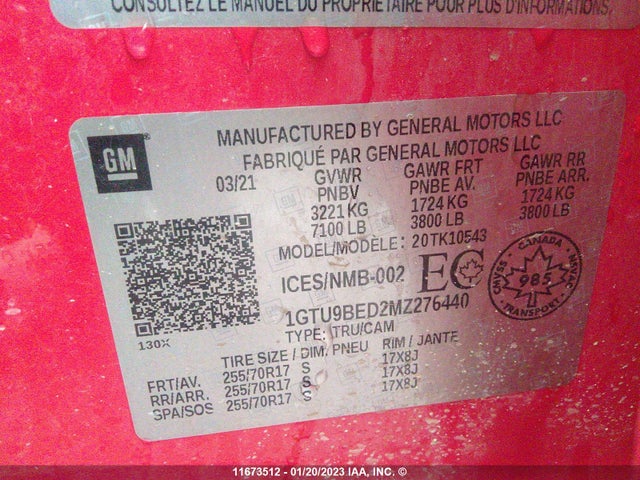 CONSULTEZ LE MANUEL DU PROPRIÉTAIRE POUR PLUS D'INFORMATIONS.
GM
MANUFACTURED BY GENERAL MOTORS LLC
FABRIQUÉ PAR GENERAL MOTORS LLC
03/21 GVWR GAWR FRT GAWR RR
PNBV PNBE AV. PNBE ARR.
3221 KG 1724 KG 1724 KG
7100 LB 3800 LB 3800 LB
MODEL/MODÈLE: 20TK10543
ICES/NMB-002 EC
CANADA
985
TRANSPORT
1GTU9BED2MZ276440
TYPE: TRU/CAM
130X
TIRE SIZE / DIM. PNEU RIM / JANTE
FRT/AV. 255/70R17 S 17X8J
RR/ARR. 255/70R17 S 17X8J
SPA/SOS 255/70R17 S 17X8J
11673512 - 01/20/2023 IAA, INC. ©